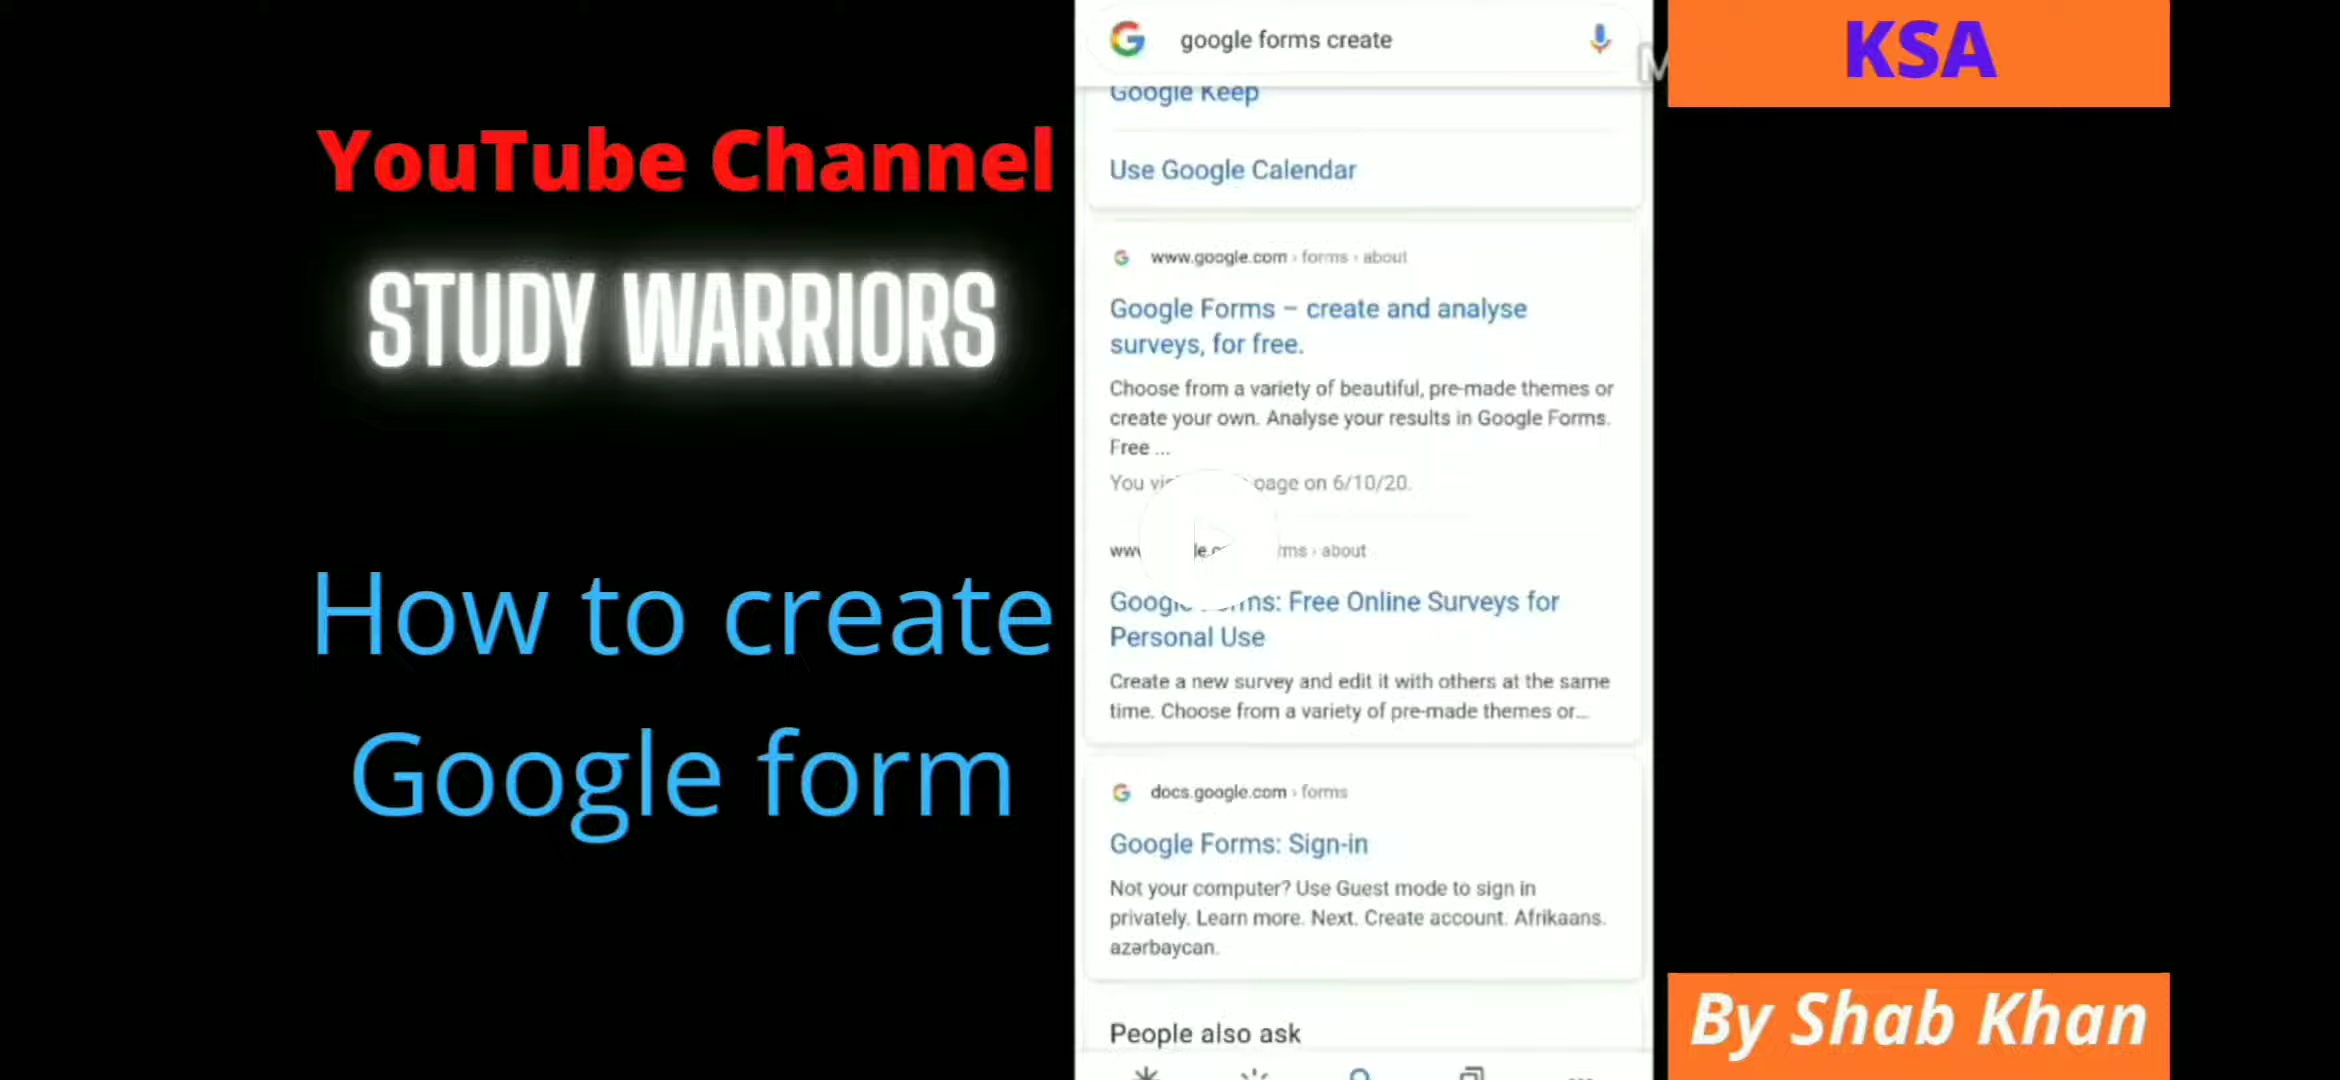 YouTube Channel
STUDY WARRIORS
How to create
Google form
google forms create
Google Keep
Use Google Calendar
www.google.com › forms › about
Google Forms – create and analyse
surveys, for free.
Choose from a variety of beautiful, pre-made themes or
create your own. Analyse your results in Google Forms.
Free ...
You page on 6/10/20.
› about
Forms: Free Online Surveys for
Personal Use
Create a new survey and edit it with others at the same
time. Choose from a variety of pre-made themes or...
docs.google.com › forms
Google Forms: Sign-in
Not your computer? Use Guest mode to sign in
privately. Learn more. Next. Create account. Afrikaans.
azərbaycan.
People also ask
KSA
By Shab Khan